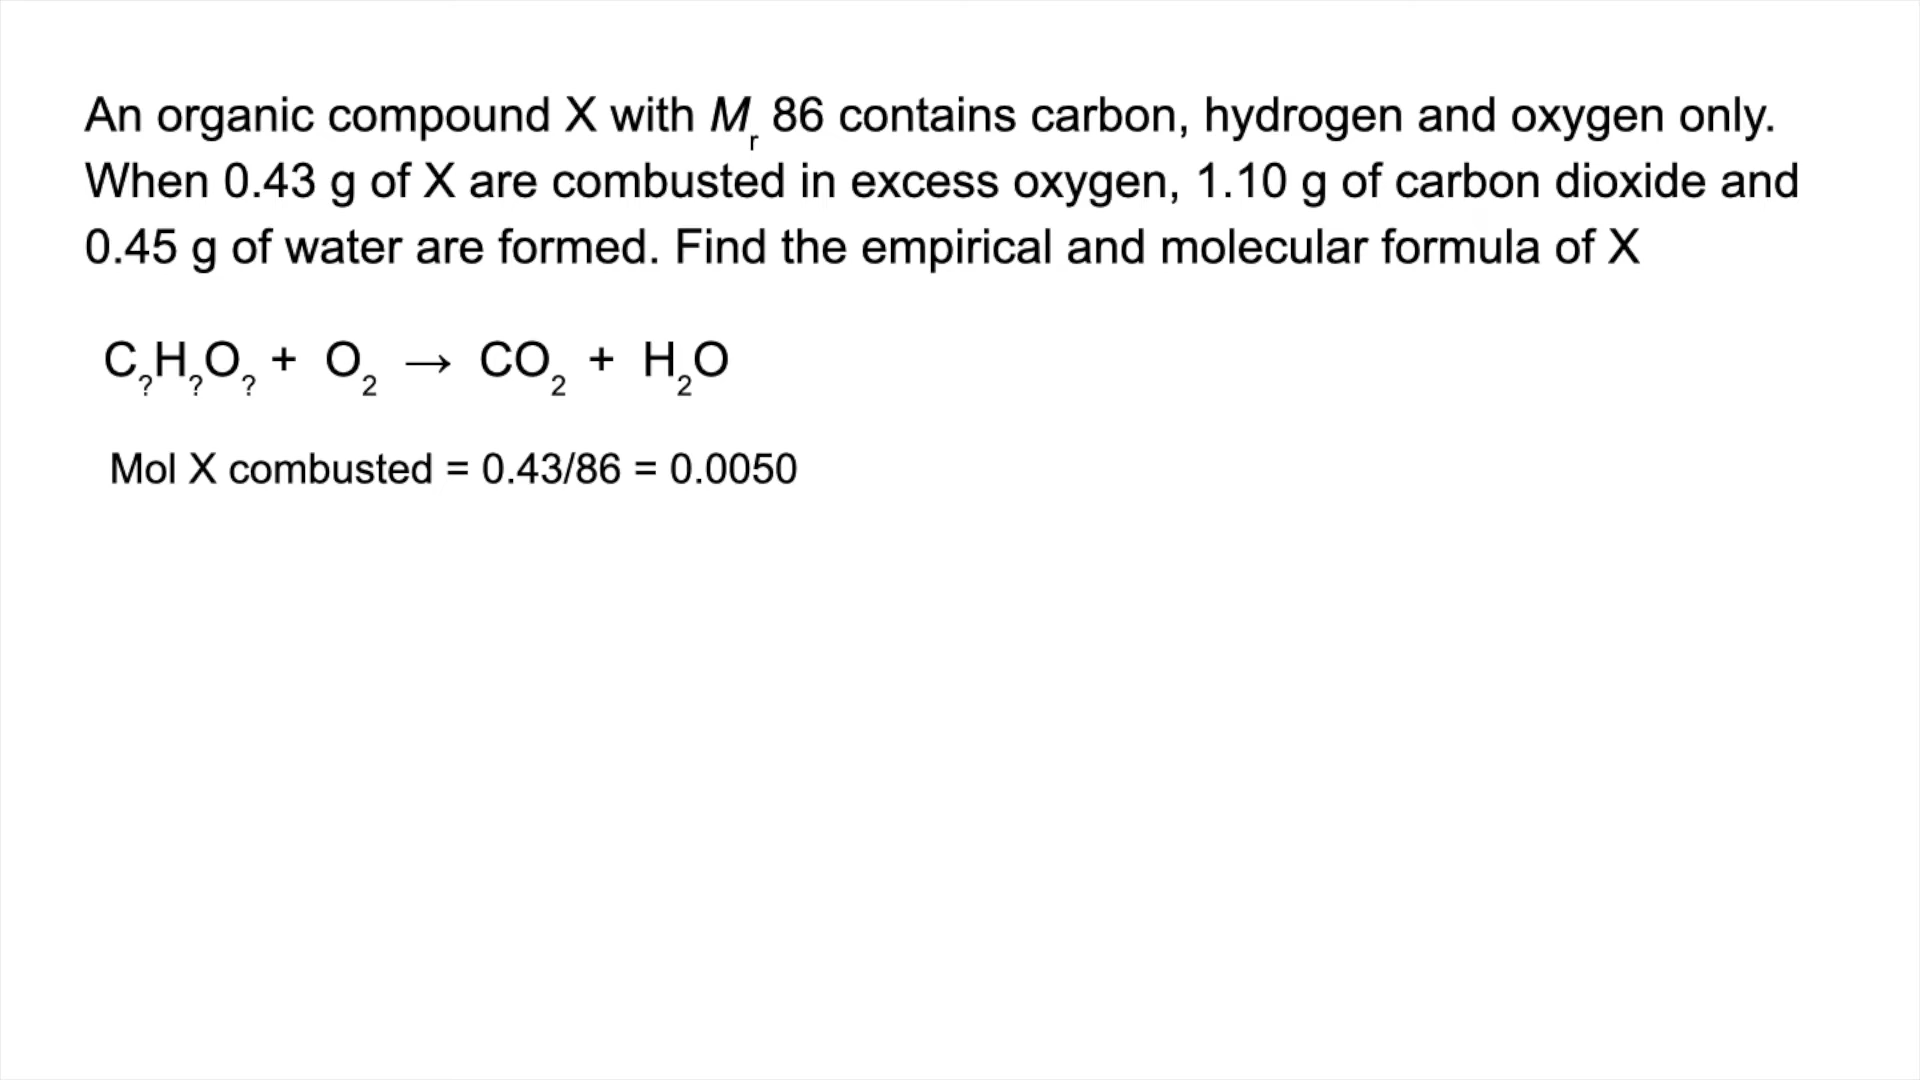 An organic compound X with Mᵣ 86 contains carbon, hydrogen and oxygen only.
When 0.43 g of X are combusted in excess oxygen, 1.10 g of carbon dioxide and
0.45 g of water are formed. Find the empirical and molecular formula of X
C?H?O? + O₂ → CO₂ + H₂O
Mol X combusted = 0.43/86 = 0.0050